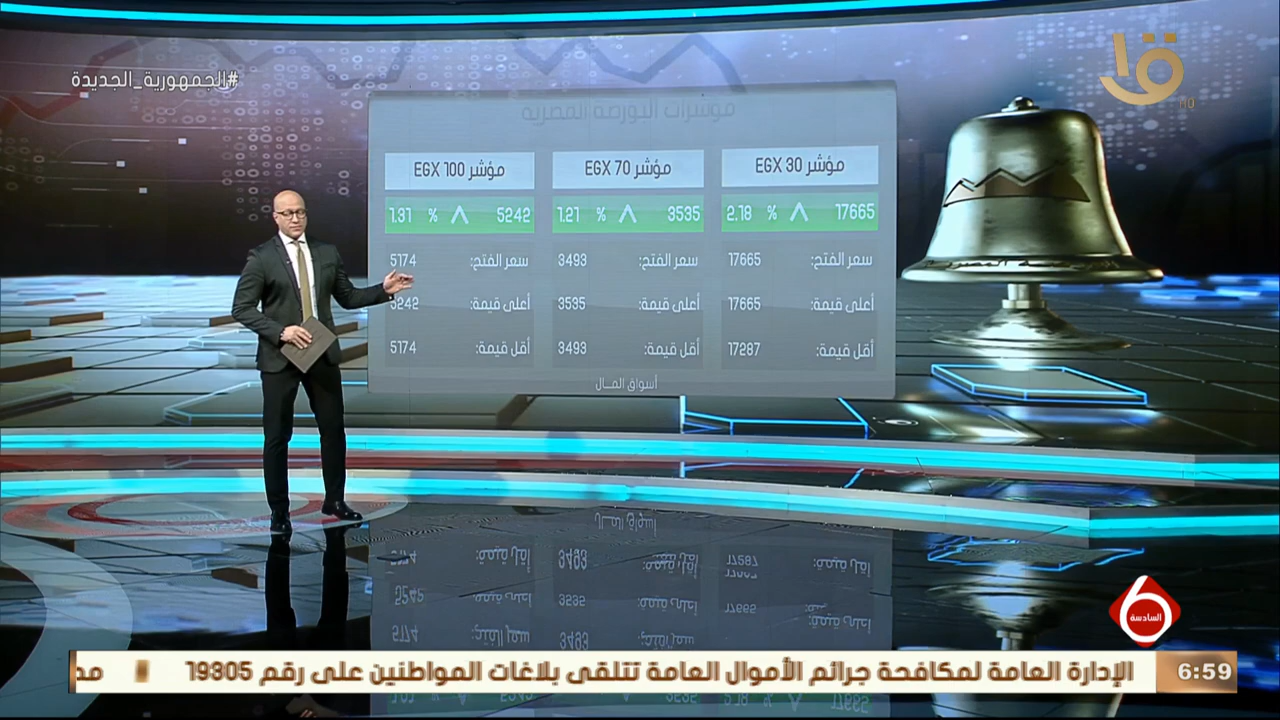 #الجمهورية_الجديدة
مؤشرات البورصة المصرية
مؤشر EGX 30
17665 2.18 %
سعر الفتح: 17665
أعلى قيمة: 17665
أقل قيمة: 17287
مؤشر EGX 70
3535 1.21 %
سعر الفتح: 3493
أعلى قيمة: 3535
أقل قيمة: 3493
مؤشر EGX 100
5242 1.31 %
سعر الفتح: 5174
أعلى قيمة: 5242
أقل قيمة: 5174
أسواق المـال
السادسة
6:59
الإدارة العامة لمكافحة جرائم الأموال العامة تتلقى بلاغات المواطنين على رقم 19805